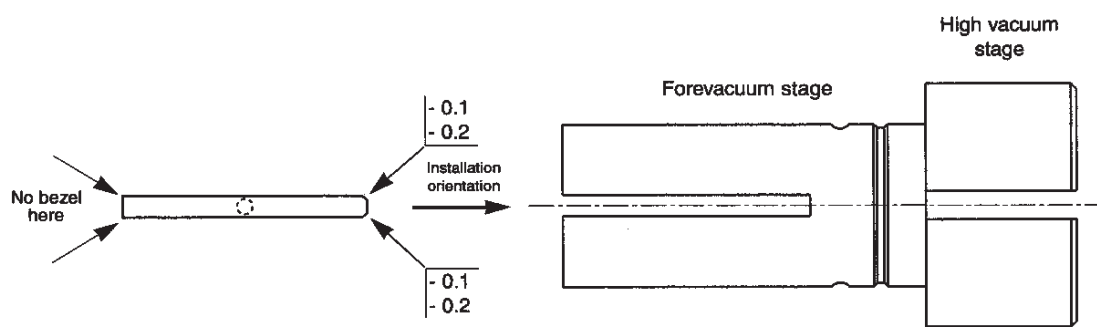 High vacuum
stage
Forevacuum stage
- 0.1
- 0.2
Installation
orientation
No bezel
here
- 0.1
- 0.2